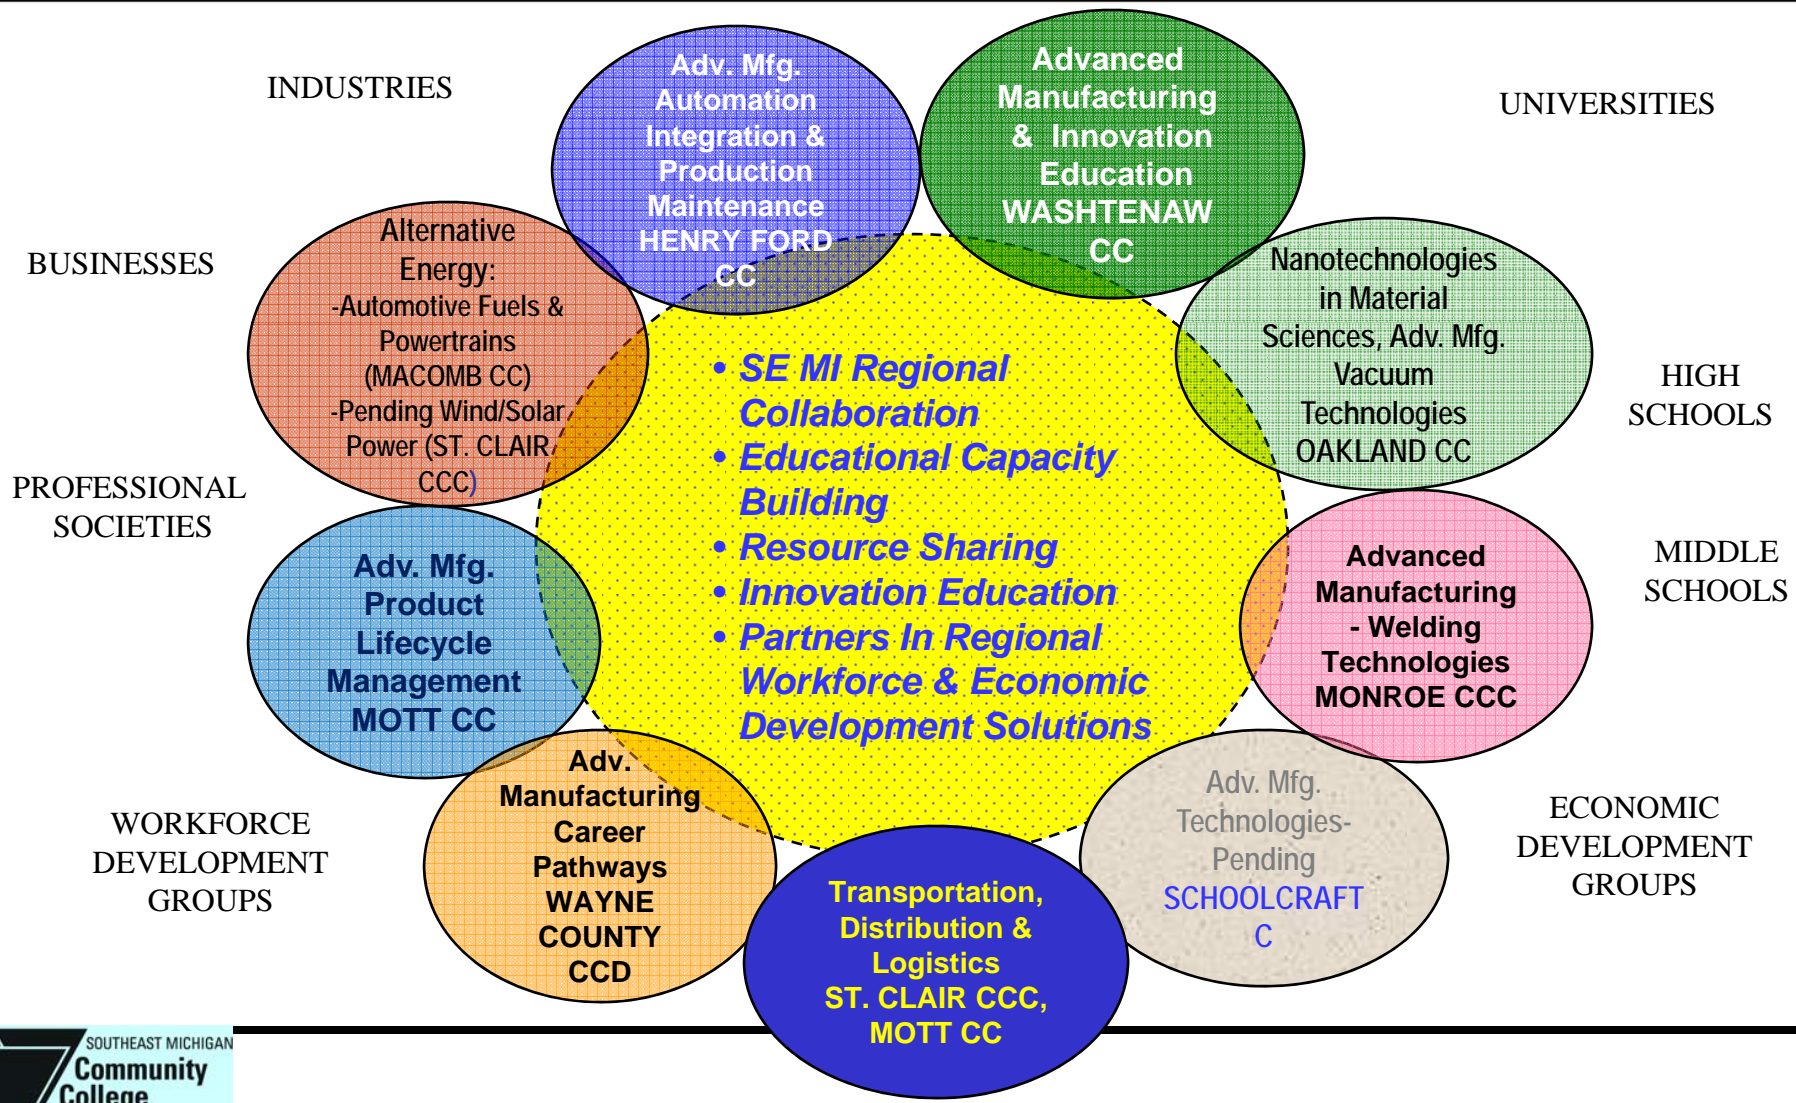 INDUSTRIES
Adv. Mfg.
Automation
Integration &
Production
Maintenance
HENRY FORD
CC
Advanced
Manufacturing
& Innovation
Education
WASHTENAW
CC
UNIVERSITIES
BUSINESSES
Alternative
Energy:
-Automotive Fuels &
Powertrains
(MACOMB CC)
-Pending Wind/Solar
Power (ST. CLAIR
CCC)
Nanotechnologies
in Material
Sciences, Adv. Mfg.
Vacuum
Technologies
OAKLAND CC
HIGH
SCHOOLS
• SE MI Regional
Collaboration
• Educational Capacity
Building
• Resource Sharing
• Innovation Education
• Partners In Regional
Workforce & Economic
Development Solutions
PROFESSIONAL
SOCIETIES
Adv. Mfg.
Product
Lifecycle
Management
MOTT CC
Advanced
Manufacturing
- Welding
Technologies
MONROE CCC
MIDDLE
SCHOOLS
WORKFORCE
DEVELOPMENT
GROUPS
Adv.
Manufacturing
Career
Pathways
WAYNE
COUNTY
CCD
Transportation,
Distribution &
Logistics
ST. CLAIR CCC,
MOTT CC
Adv. Mfg.
Technologies-
Pending
SCHOOLCRAFT
C
ECONOMIC
DEVELOPMENT
GROUPS
SOUTHEAST MICHIGAN
Community
College